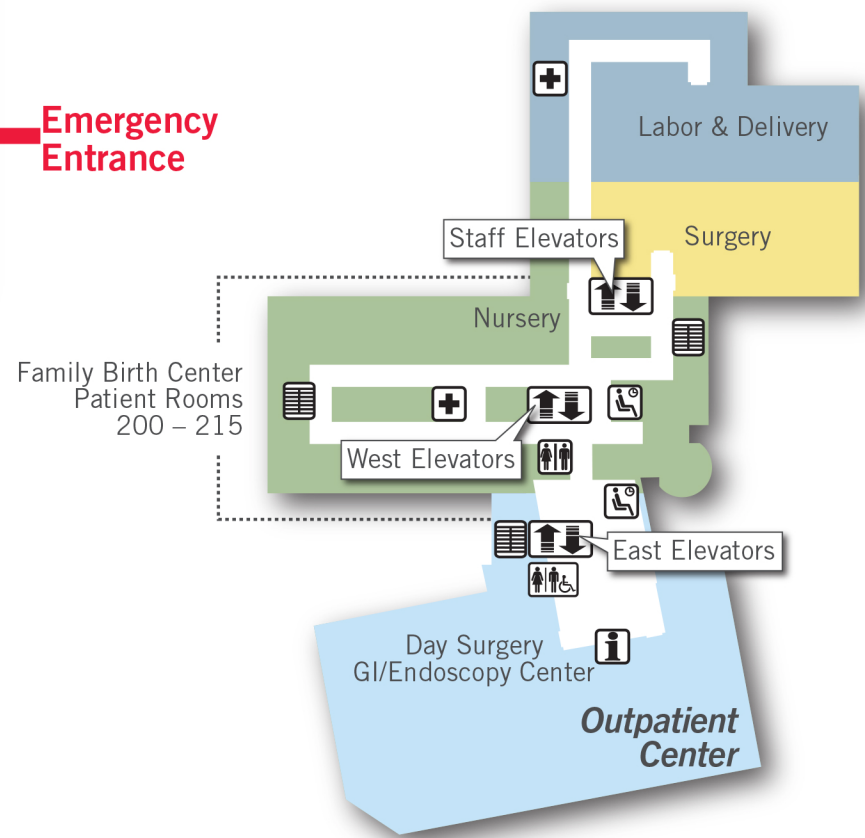 Emergency
Entrance
Labor & Delivery
Staff Elevators
Surgery
Nursery
Family Birth Center
Patient Rooms
200 – 215
West Elevators
East Elevators
Day Surgery
GI/Endoscopy Center
Outpatient
Center